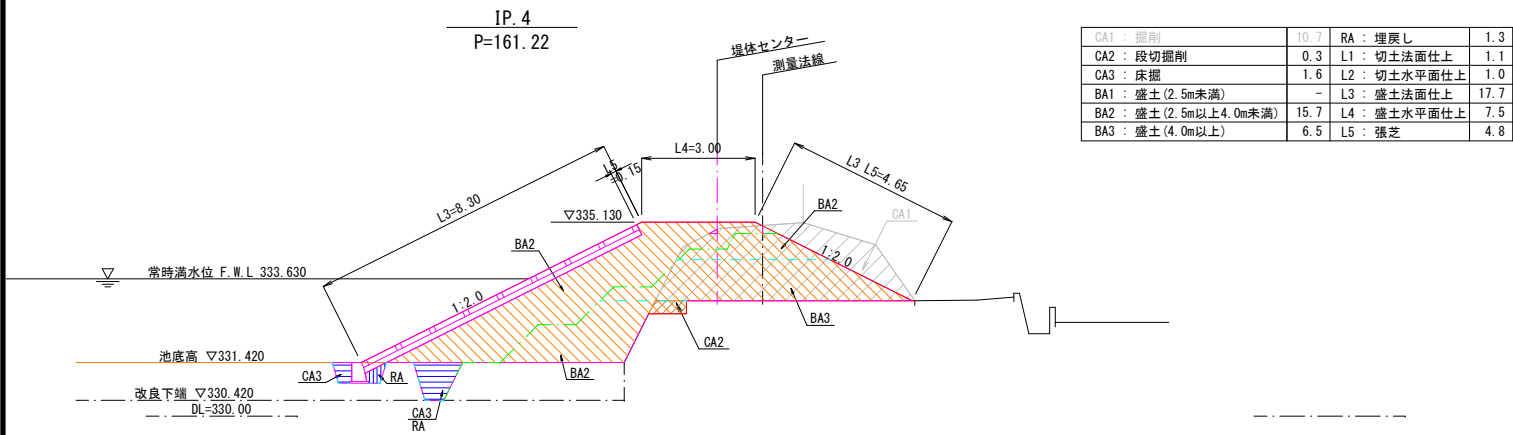 IP.4
P=161.22
堤体センター
測量法線
CA1 : 掘削 10.7 RA : 埋戻し 1.3
CA2 : 段切掘削 0.3 L1 : 切土法面仕上 1.1
CA3 : 床掘 1.6 L2 : 切土水平面仕上 1.0
BA1 : 盛土(2.5m未満) - L3 : 盛土法面仕上 17.7
BA2 : 盛土(2.5m以上4.0m未満) 15.7 L4 : 盛土水平面仕上 7.5
BA3 : 盛土(4.0m以上) 6.5 L5 : 張芝 4.8
L3=8.30
L5
=0.15
L4=3.00
L3 L5=4.65
▽335.130
BA2
BA2
CA1
1:2.0
1:2.0
常時満水位 F.W.L 333.630
BA3
CA2
池底高 ▽331.420
CA3
RA
BA2
改良下端 ▽330.420
DL=330.00
CA3
RA